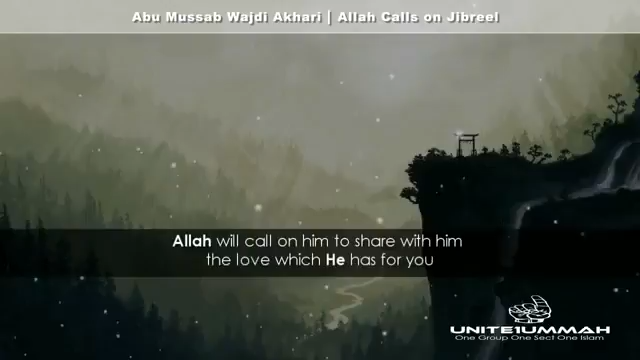 Abu Mussab Wajdi Akhari | Allah Calls on Jibreel
Allah will call on him to share with him
the love which He has for you
UNITE1UMMAH
One Group One Sect One Islam